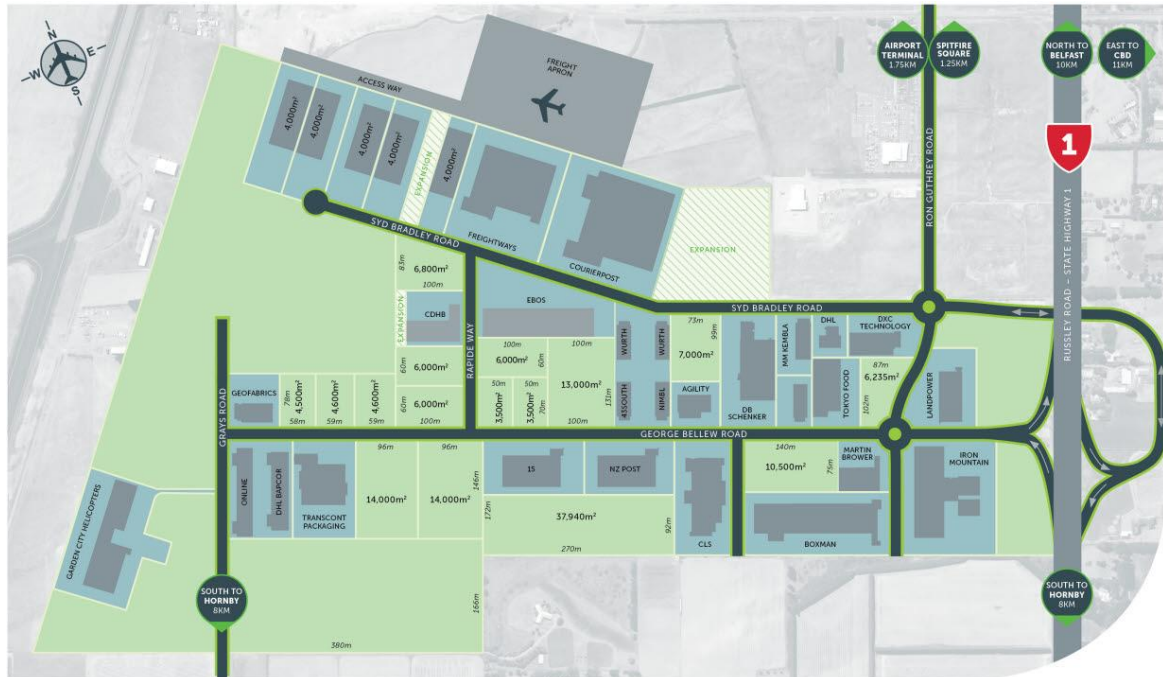 N
E
W
S
AIRPORT
TERMINAL
1.75KM
SPITFIRE
SQUARE
1.25KM
NORTH TO
BELFAST
10KM
EAST TO
CBD
11KM
1
ACCESS WAY
FREIGHT
APRON
4,000m²
4,000m²
4,000m²
4,000m²
EXPANSION
4,000m²
RON GUTHREY ROAD
RUSSLEY ROAD – STATE HIGHWAY 1
SYD BRADLEY ROAD
FREIGHTWAYS
COURIERPOST
EXPANSION
83m
6,800m²
100m
EXPANSION
CDHB
60m
6,000m²
60m
6,000m²
100m
RAPIDE WAY
EBOS
100m
100m
6,000m²
60m
50m
50m
3,500m²
3,500m²
70m
13,000m²
131m
100m
SYD BRADLEY ROAD
WURTH
WURTH
43SOUTH
NIMBL
73m
99m
7,000m²
AGILITY
DB
SCHENKER
MM KEMBLA
DHL
DXC
TECHNOLOGY
TOKYO FOOD
87m
6,235m²
102m
LANDPOWER
GRAYS ROAD
GEOFABRICS
78m
4,500m²
4,600m²
4,600m²
58m
59m
59m
GEORGE BELLEW ROAD
ONLINE
DHL BAPCOR
TRANSCONT
PACKAGING
96m
96m
14,000m²
14,000m²
146m
172m
15
NZ POST
37,940m²
92m
270m
CLS
140m
10,500m²
75m
MARTIN
BROWER
BOXMAN
IRON
MOUNTAIN
GARDEN CITY HELICOPTERS
SOUTH TO
HORNBY
8KM
166m
380m
SOUTH TO
HORNBY
8KM